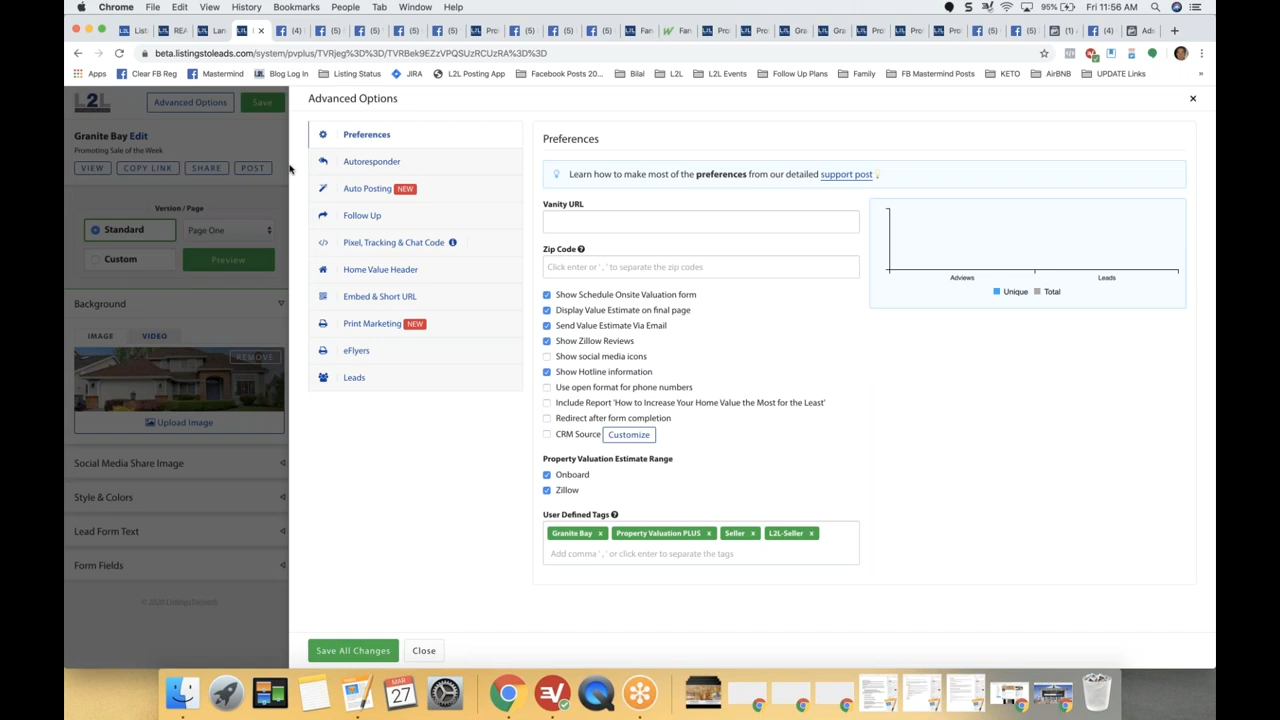 Chrome File Edit View History Bookmarks People Tab Window Help
95% Fri 11:56 AM
beta.listingstoleads.com/system/pvplus/TVRjeg%3D%3D/TVRBek9EZzVPQSUzRCUzRA%3D%3D
Apps Clear FB Reg Mastermind Blog Log In Listing Status JIRA L2L Posting App Facebook Posts 20... Bilal L2L L2L Events Follow Up Plans Family FB Mastermind Posts KETO AirBNB UPDATE Links »
L2L Advanced Options Save
Granite Bay Edit
Promoting Sale of the Week
VIEW COPY LINK SHARE POST
Version / Page
Standard Page One
Custom Preview
Background
IMAGE VIDEO
REMOVE
Upload Image
Social Media Share Image
Style & Colors
Lead Form Text
Form Fields
Advanced Options
Preferences
Autoresponder
Auto Posting NEW
Follow Up
Pixel, Tracking & Chat Code
Home Value Header
Embed & Short URL
Print Marketing NEW
eFlyers
Leads
Preferences
Learn how to make most of the preferences from our detailed support post
Vanity URL
Zip Code
Click enter or ' , ' to separate the zip codes
Show Schedule Onsite Valuation form
Display Value Estimate on final page
Send Value Estimate Via Email
Show Zillow Reviews
Show social media icons
Show Hotline information
Use open format for phone numbers
Include Report 'How to Increase Your Home Value the Most for the Least'
Redirect after form completion
CRM Source Customize
Property Valuation Estimate Range
Onboard
Zillow
User Defined Tags
Granite Bay x Property Valuation PLUS x Seller x L2L-Seller x
Add comma ' , ' or click enter to separate the tags
Adviews Leads
Unique Total
Save All Changes Close
MAR
27